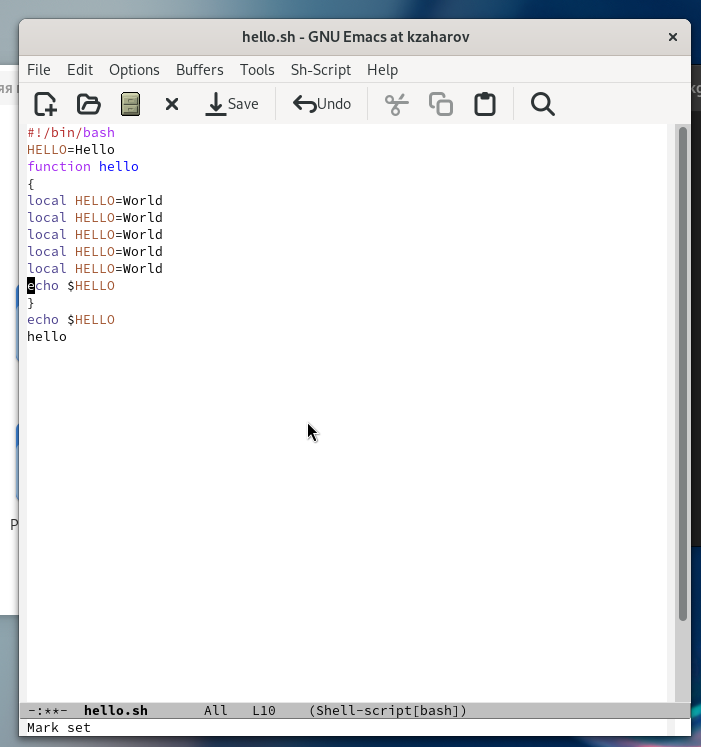 hello.sh - GNU Emacs at kzaharov
File Edit Options Buffers Tools Sh-Script Help
Save Undo
#!/bin/bash
HELLO=Hello
function hello
{
local HELLO=World
local HELLO=World
local HELLO=World
local HELLO=World
local HELLO=World
echo $HELLO
}
echo $HELLO
hello
-:**- hello.sh All L10 (Shell-script[bash])
Mark set